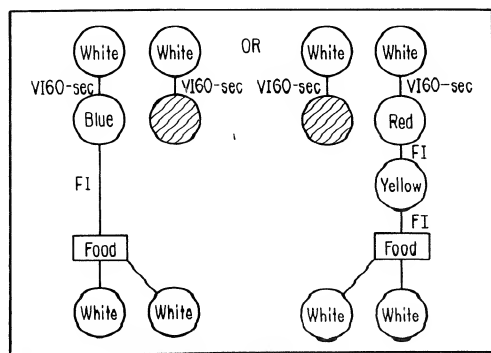 White White OR White White
VI60-sec VI60-sec VI60-sec VI60-sec
Blue Red
FI
Yellow
FI FI
Food Food
White White White White